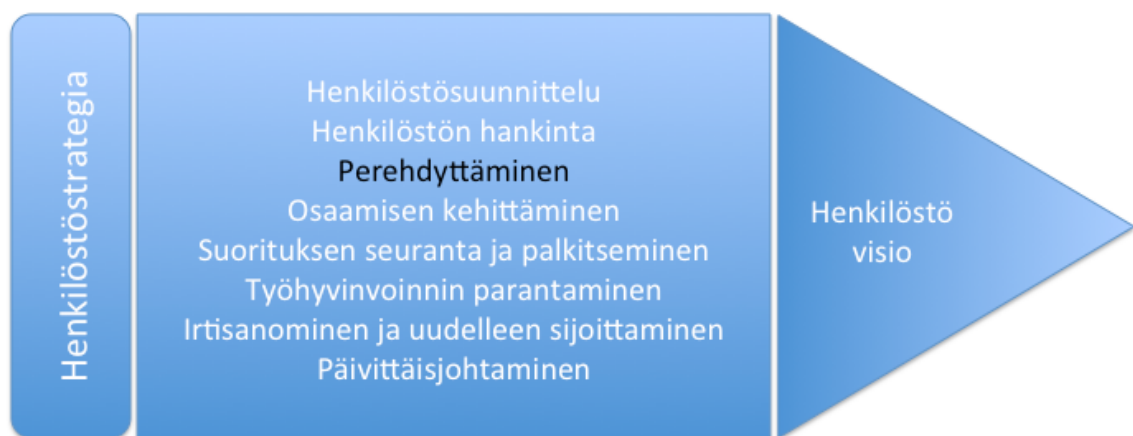 Henkilöstöstrategia
Henkilöstösuunnittelu
Henkilöstön hankinta
Perehdyttäminen
Osaamisen kehittäminen
Suorituksen seuranta ja palkitseminen
Työhyvinvoinnin parantaminen
Irtisanominen ja uudelleen sijoittaminen
Päivittäisjohtaminen
Henkilöstö
visio